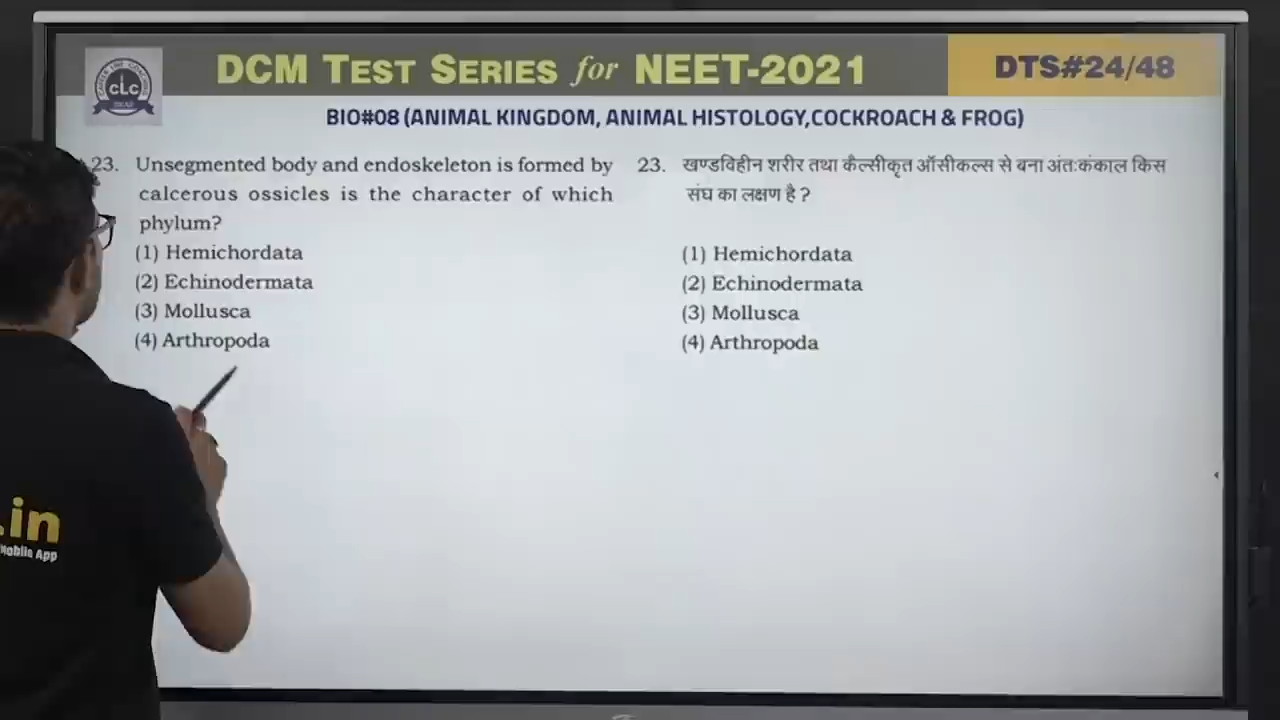 DCM TEST SERIES for NEET-2021
DTS#24/48
CLC
BIO#08 (ANIMAL KINGDOM, ANIMAL HISTOLOGY,COCKROACH & FROG)
23. Unsegmented body and endoskeleton is formed by
calcerous ossicles is the character of which
phylum?
(1) Hemichordata
(2) Echinodermata
(3) Mollusca
(4) Arthropoda
23. खण्डविहीन शरीर तथा कैल्सीकृत ऑसीकल्स से बना अंतःकंकाल किस
संघ का लक्षण है ?
(1) Hemichordata
(2) Echinodermata
(3) Mollusca
(4) Arthropoda
.in
Mobile App